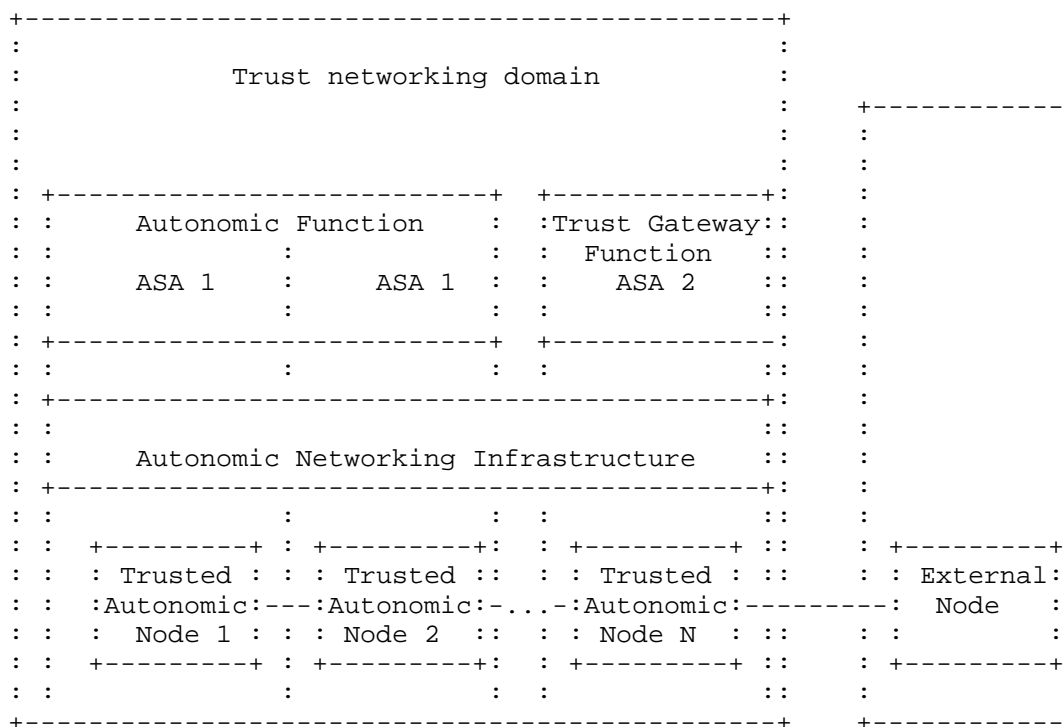 Trust networking domain
Autonomic Function
Trust Gateway
Function
ASA 1 ASA 1 ASA 2
Autonomic Networking Infrastructure
Trusted Trusted Trusted External
Autonomic Autonomic ... Autonomic Node
Node 1 Node 2 Node N